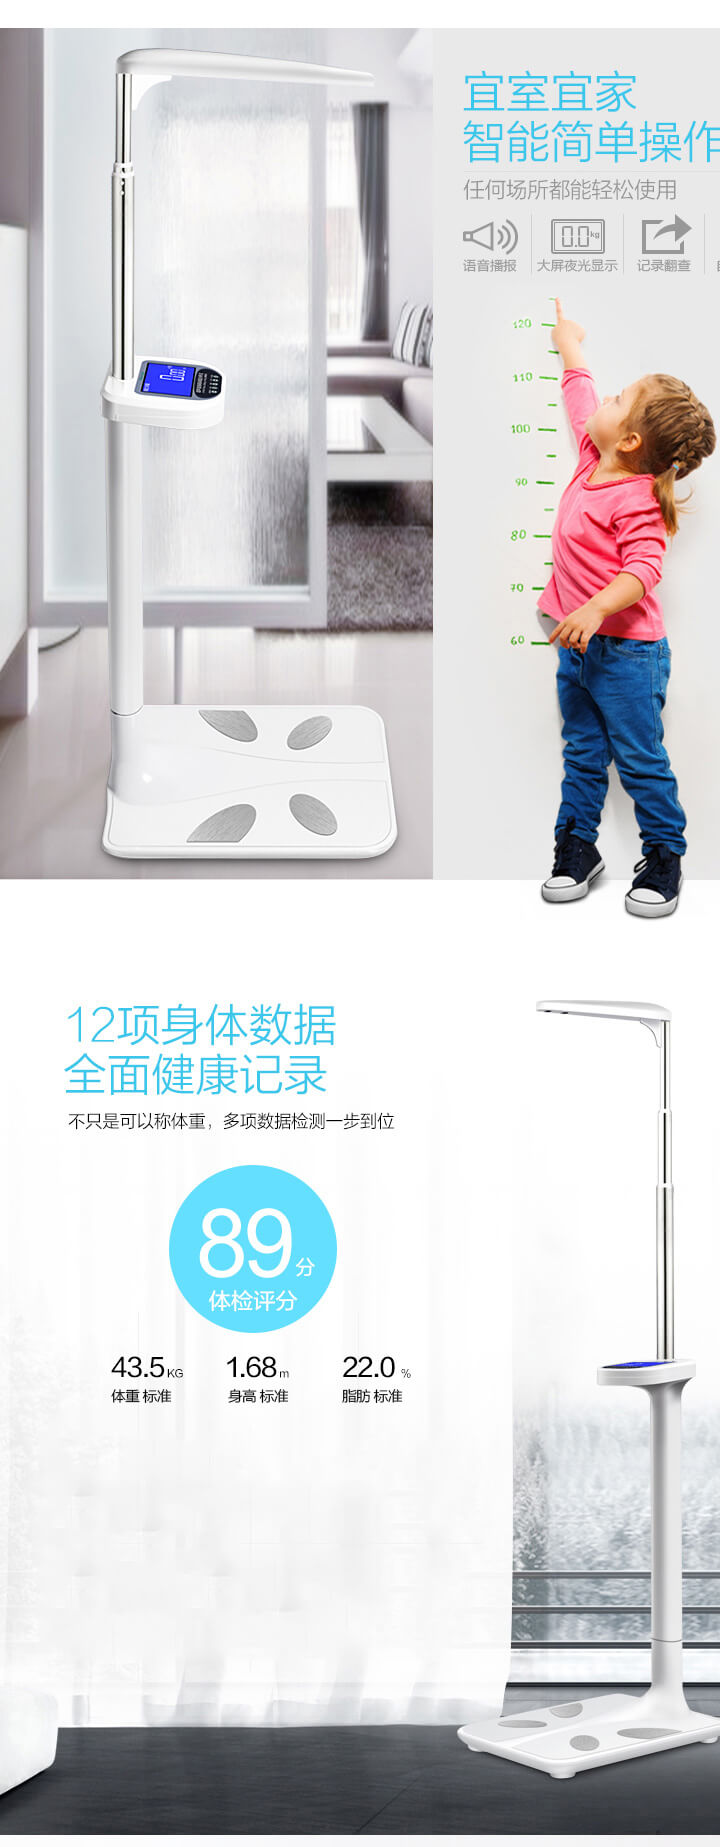 宜室宜家
智能简单操作
任何场所都能轻松使用
0.0kg
语音播报 大屏夜光显示 记录翻查
120
110
100
90
80
70
60
12项身体数据
全面健康记录
不只是可以称体重，多项数据检测一步到位
89分
体检评分
43.5KG 1.68m 22.0%
体重 标准 身高 标准 脂肪 标准